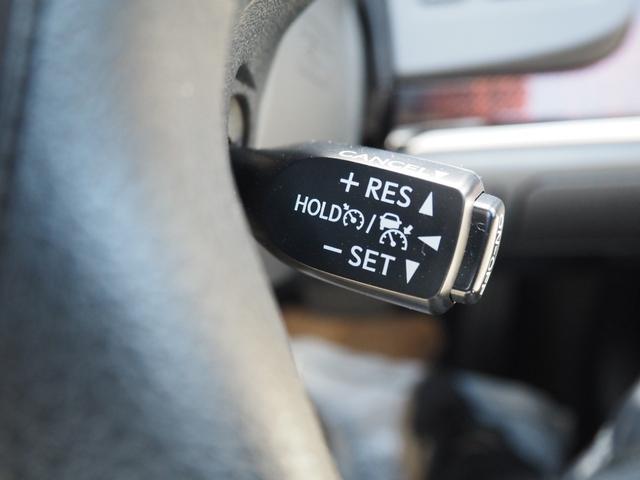 CANCEL
+ RES
HOLD /
− SET